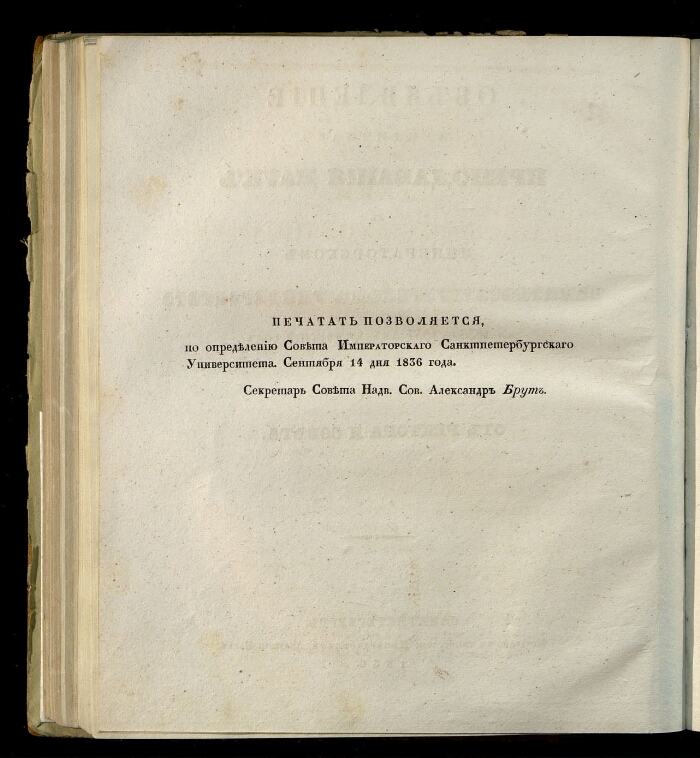 ПЕЧАТАТЬ ПОЗВОЛЯЕТСЯ,
по опредѣленію Совѣта Императорскаго Санктпетербургскаго
Университета. Сентября 14 дня 1836 года.
Секретарь Совѣта Надв. Сов. Александръ Брутъ.